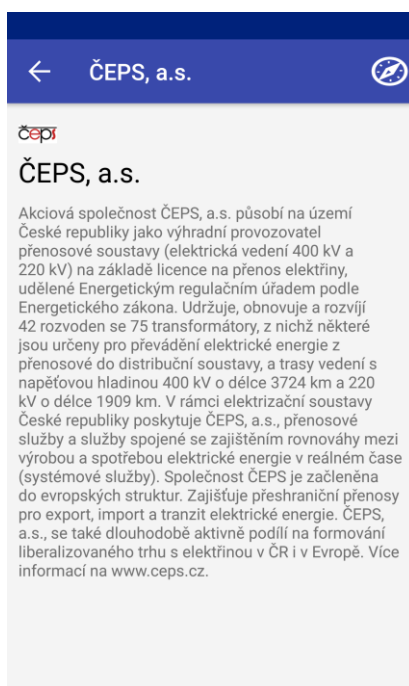 ČEPS, a.s.
čeps
ČEPS, a.s.
Akciová společnost ČEPS, a.s. působí na území
České republiky jako výhradní provozovatel
přenosové soustavy (elektrická vedení 400 kV a
220 kV) na základě licence na přenos elektřiny,
udělené Energetickým regulačním úřadem podle
Energetického zákona. Udržuje, obnovuje a rozvíjí
42 rozvoden se 75 transformátory, z nichž některé
jsou určeny pro převádění elektrické energie z
přenosové do distribuční soustavy, a trasy vedení s
napěťovou hladinou 400 kV o délce 3724 km a 220
kV o délce 1909 km. V rámci elektrizační soustavy
České republiky poskytuje ČEPS, a.s., přenosové
služby a služby spojené se zajištěním rovnováhy mezi
výrobou a spotřebou elektrické energie v reálném čase
(systémové služby). Společnost ČEPS je začleněna
do evropských struktur. Zajišťuje přeshraniční přenosy
pro export, import a tranzit elektrické energie. ČEPS,
a.s., se také dlouhodobě aktivně podílí na formování
liberalizovaného trhu s elektřinou v ČR i v Evropě. Více
informací na www.ceps.cz.